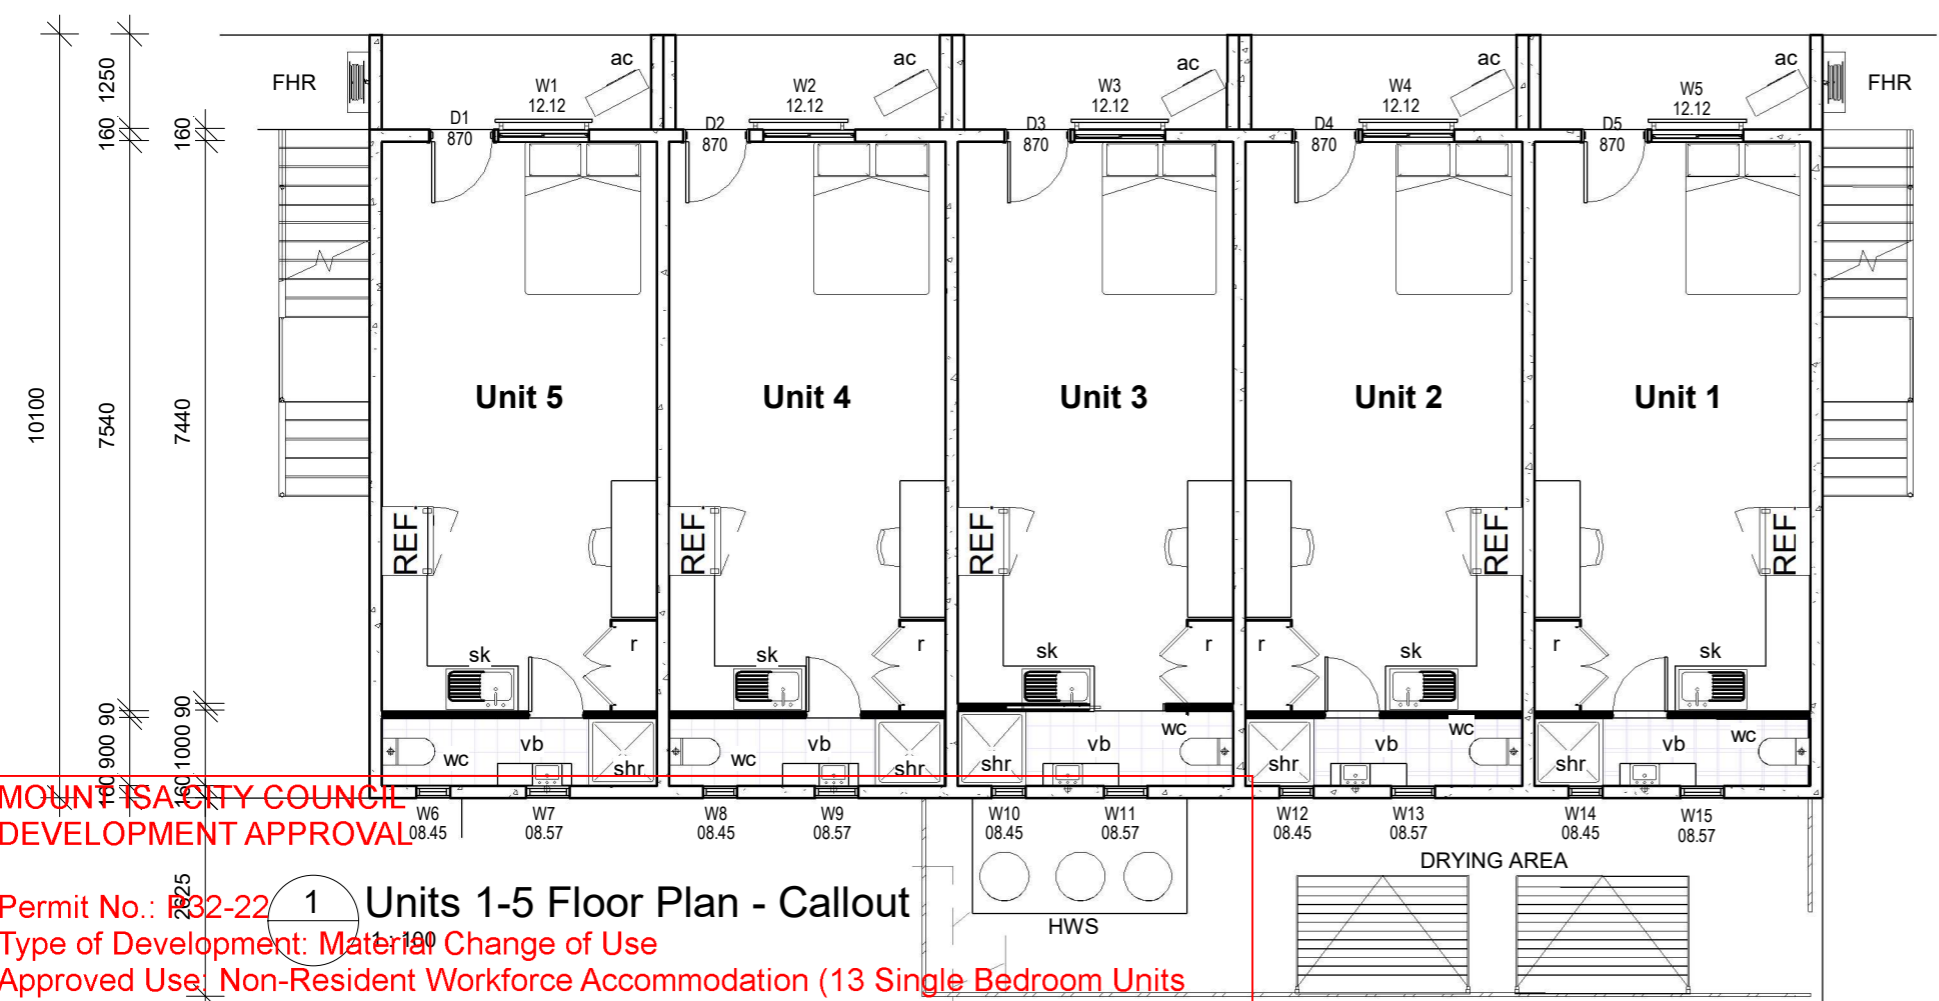 ac ac ac ac ac
FHR W1 W2 W3 W4 W5 FHR
12.12 12.12 12.12 12.12 12.12
D1 D2 D3 D4 D5
870 870 870 870 870
1250
160 160
10100 7540 7440
Unit 5 Unit 4 Unit 3 Unit 2 Unit 1
REF. REF. REF. REF. REF.
r r r r r
sk sk sk sk sk
90 90
900 1000
wc vb shr wc vb shr shr vb wc shr vb wc shr vb wc
160 160
W6 W7 W8 W9 W10 W11 W12 W13 W14 W15
08.45 08.57 08.45 08.57 08.45 08.57 08.45 08.57 08.45 08.57
MOUNT ISA CITY COUNCIL
DEVELOPMENT APPROVAL
DRYING AREA
2625
1 Units 1-5 Floor Plan - Callout
1 : 100
HWS
Permit No.: P32-22
Type of Development: Material Change of Use
Approved Use: Non-Resident Workforce Accommodation (13 Single Bedroom Units